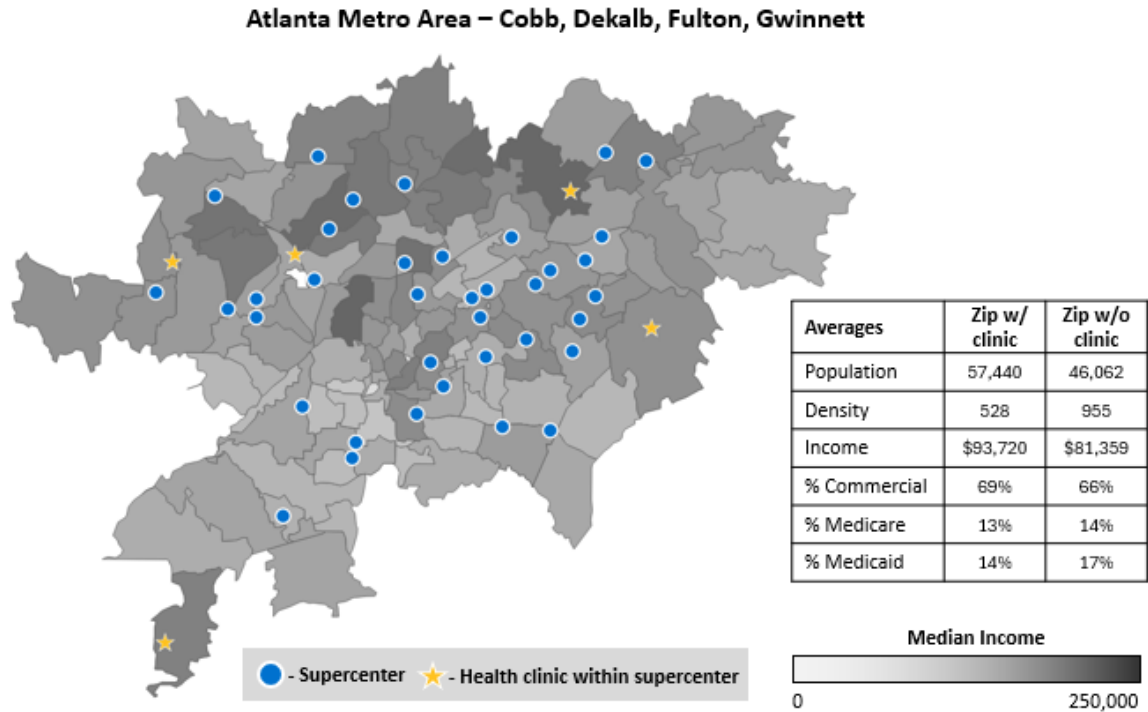 Atlanta Metro Area – Cobb, Dekalb, Fulton, Gwinnett
Averages Zip w/ clinic Zip w/o clinic
Population 57,440 46,062
Density 528 955
Income $93,720 $81,359
% Commercial 69% 66%
% Medicare 13% 14%
% Medicaid 14% 17%
Median Income
0 250,000
- Supercenter - Health clinic within supercenter